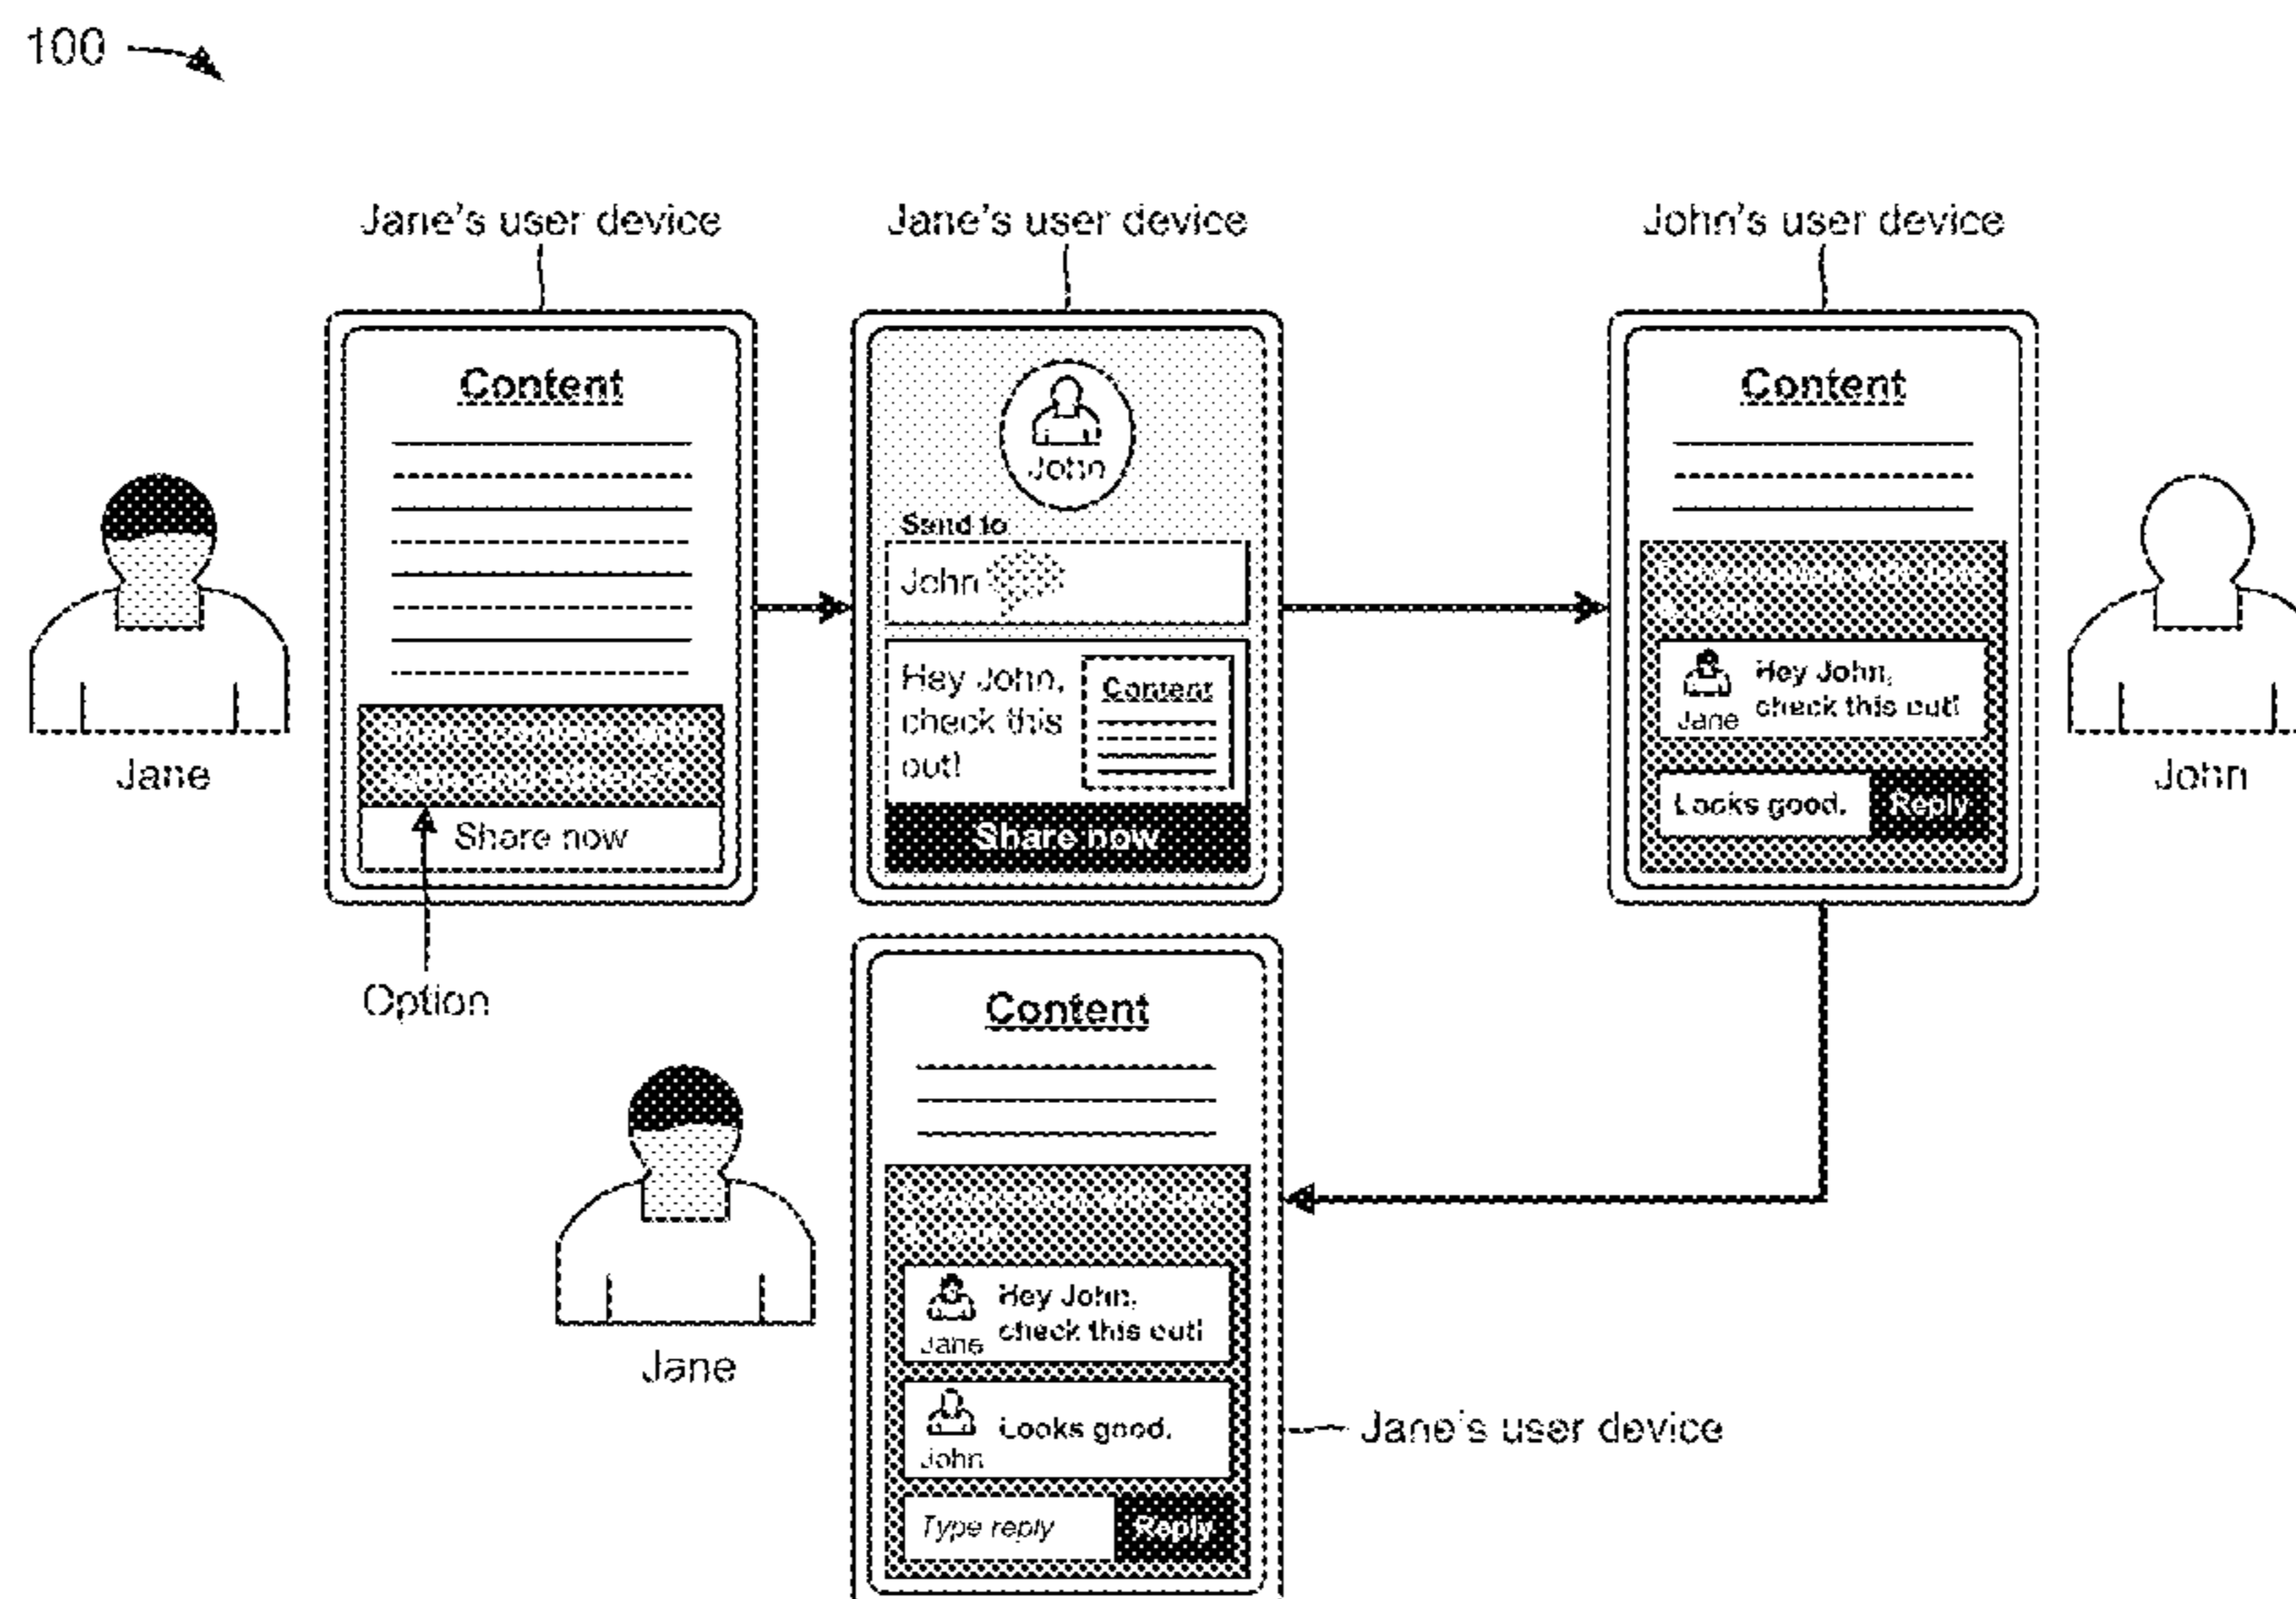 100
Jane's user device
Content
Share now
Option
Jane
Jane's user device
John
Send to
John
Hey John,
check this
out!
Content
Share now
John's user device
Content
Jane
Hey John,
check this out!
Looks good.
Reply
John
Jane
Content
Jane
Hey John,
check this out!
John
Looks good.
Type reply
Reply
Jane's user device